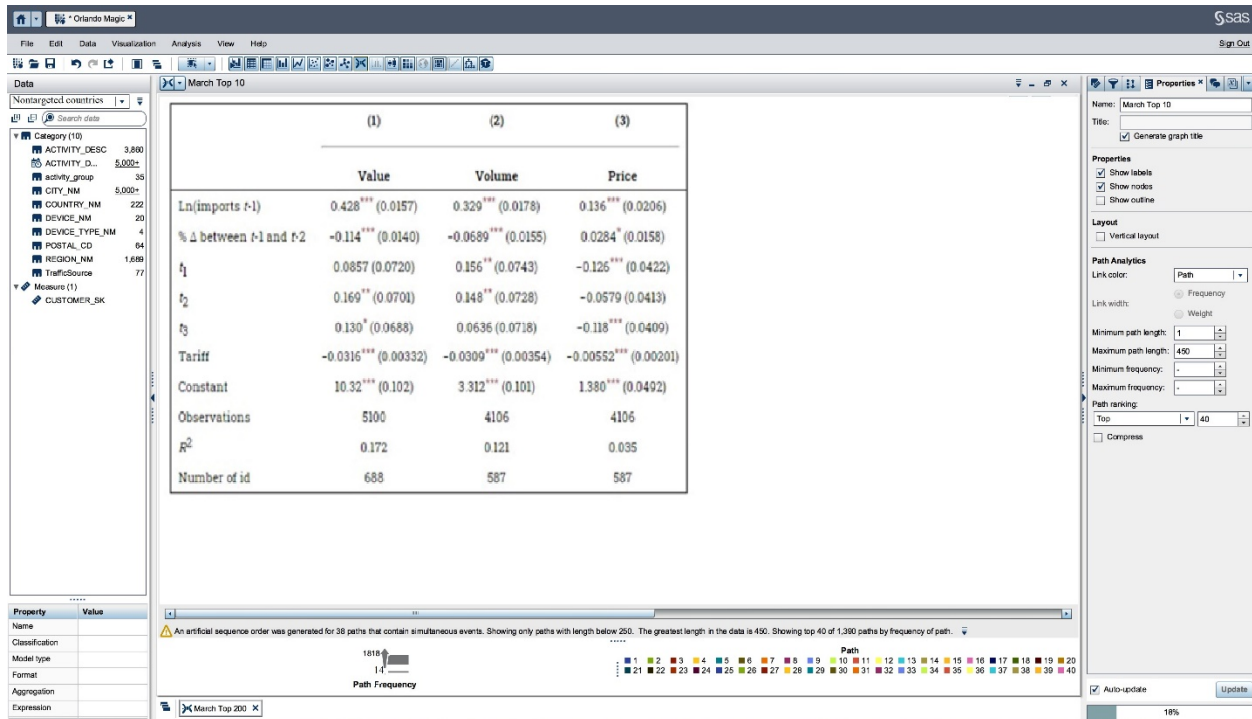 * Orlando Magic ×
sas
File Edit Data Visualization Analysis View Help
Sign Out
Data
Nontargeted countries
Search data
Category (10)
ACTIVITY_DESC 3,860
ACTIVITY_D... 5,000+
activity_group 35
CITY_NM 5,000+
COUNTRY_NM 222
DEVICE_NM 20
DEVICE_TYPE_NM 4
POSTAL_CD 64
REGION_NM 1,689
TrafficSource 77
Measure (1)
CUSTOMER_SK
Property Value
Name
Classification
Model type
Format
Aggregation
Expression
March Top 10
(1) (2) (3)
Value Volume Price
Ln(imports t-1) 0.428*** (0.0157) 0.329*** (0.0178) 0.136*** (0.0206)
% Δ between t-1 and t-2 −0.114*** (0.0140) −0.0689*** (0.0155) 0.0284* (0.0158)
t1 0.0857 (0.0720) 0.156** (0.0743) −0.126*** (0.0422)
t2 0.169** (0.0701) 0.148** (0.0728) −0.0579 (0.0413)
t3 0.130* (0.0688) 0.0636 (0.0718) −0.118*** (0.0409)
Tariff −0.0316*** (0.00332) −0.0309*** (0.00354) −0.00552*** (0.00201)
Constant 10.32*** (0.102) 3.312*** (0.101) 1.380*** (0.0492)
Observations 5100 4106 4106
R2 0.172 0.121 0.035
Number of id 688 587 587
An artificial sequence order was generated for 38 paths that contain simultaneous events. Showing only paths with length below 250. The greatest length in the data is 450. Showing top 40 of 1,390 paths by frequency of path.
1818
14
Path Frequency
Path
1 2 3 4 5 6 7 8 9 10 11 12 13 14 15 16 17 18 19 20
21 22 23 24 25 26 27 28 29 30 31 32 33 34 35 36 37 38 39 40
March Top 200 ×
Properties ×
Name: March Top 10
Title:
Generate graph title
Properties
Show labels
Show nodes
Show outline
Layout
Vertical layout
Path Analytics
Link color: Path
Link width: Frequency
Weight
Minimum path length: 1
Maximum path length: 450
Minimum frequency: -
Maximum frequency: -
Path ranking:
Top 40
Compress
Auto-update Update
18%